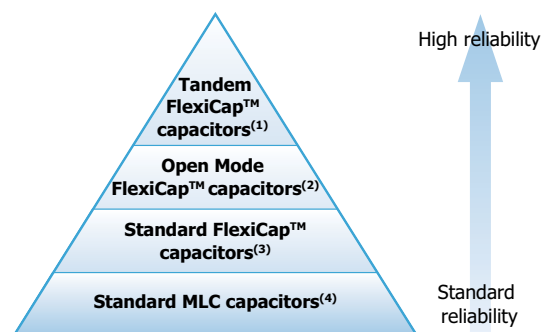 High reliability
Tandem
FlexiCap™
capacitors(1)
Open Mode
FlexiCap™ capacitors(2)
Standard FlexiCap™
capacitors(3)
Standard MLC capacitors(4)
Standard
reliability